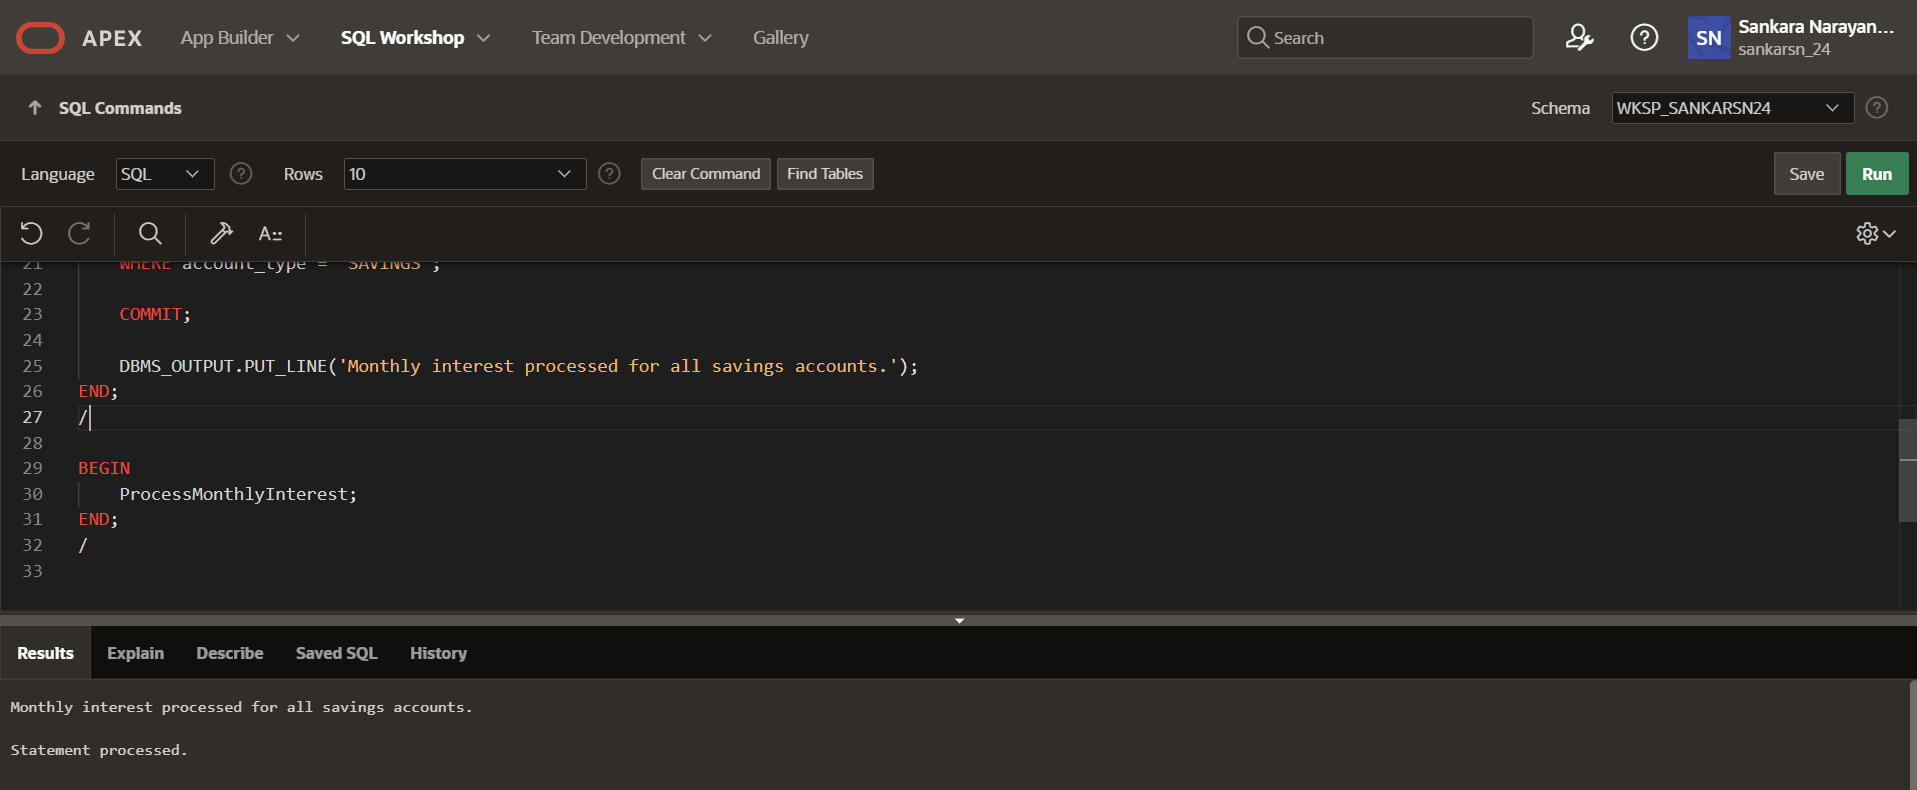 APEX App Builder SQL Workshop Team Development Gallery Search Sankara Narayan...
SN sankarsn_24
SQL Commands Schema WKSP_SANKARSN24 ?
Language SQL ? Rows 10 ? Clear Command Find Tables Save Run
A::
21 WHERE account_type = 'SAVINGS';
22
23 COMMIT;
24
25 DBMS_OUTPUT.PUT_LINE('Monthly interest processed for all savings accounts.');
26 END;
27 /
28
29 BEGIN
30 ProcessMonthlyInterest;
31 END;
32 /
33
Results Explain Describe Saved SQL History
Monthly interest processed for all savings accounts.
Statement processed.